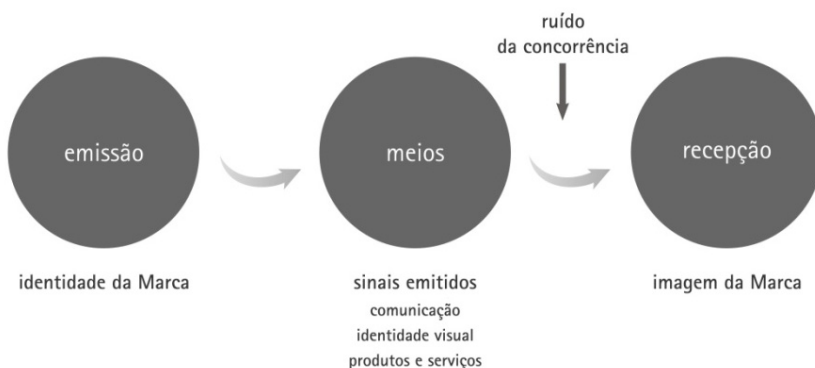 ruído
da concorrência
emissão
meios
recepção
identidade da Marca
sinais emitidos
comunicação
identidade visual
produtos e serviços
imagem da Marca